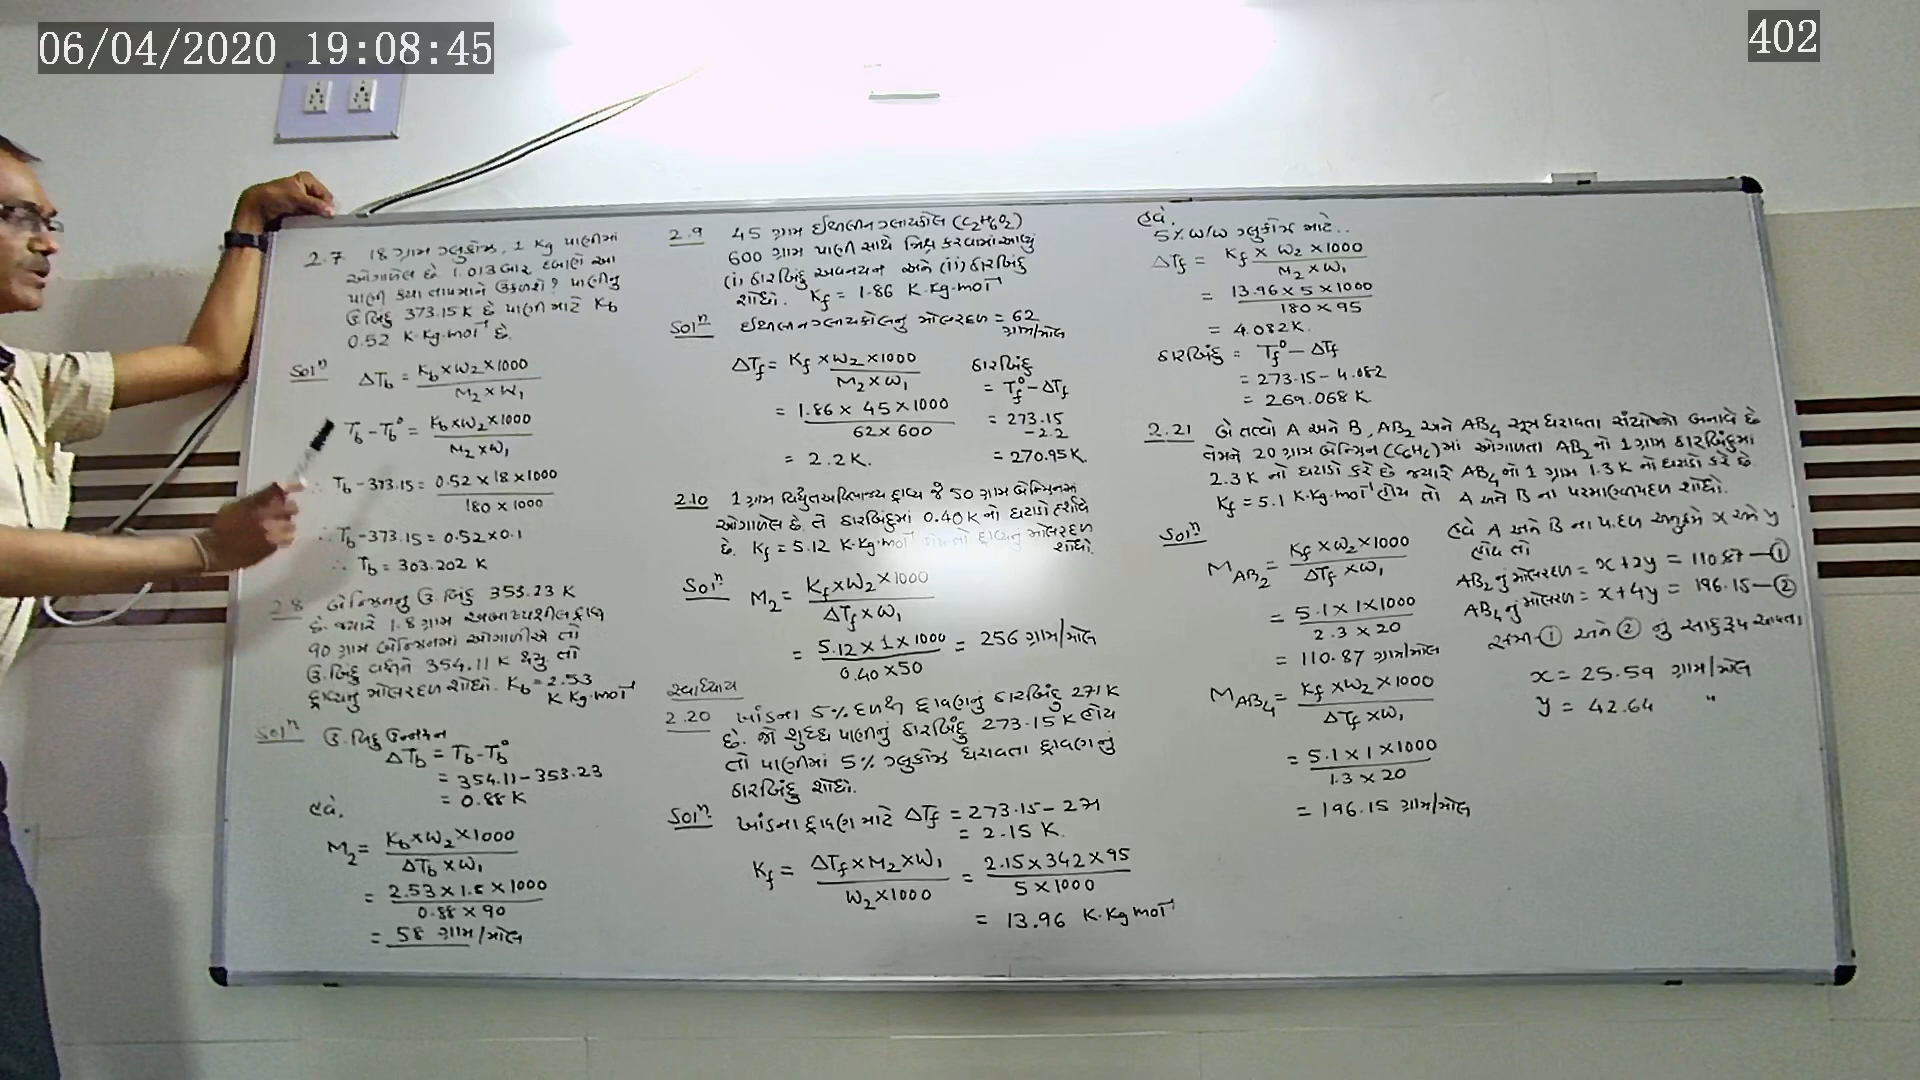 06/04/2020 19:08:45
402
2.7 18 ગ્રામ ગ્લુકોઝ, 1 Kg પાણીમાં
ઓગાળેલ છે 1.013 બાર દબાણે આ
પાણી કયા તાપમાને ઉકળશે? પાણીનું
ઉ.બિંદુ 373.15 K છે પાણી માટે Kb
0.52 K·Kg·mol⁻¹ છે.
Solⁿ ΔTb = Kb × W2 × 1000 / M2 × W1
Tb - Tb° = Kb × W2 × 1000 / M2 × W1
∴ Tb - 373.15 = 0.52 × 18 × 1000 / 180 × 1000
∴ Tb - 373.15 = 0.52 × 0.1
∴ Tb = 303.202 K
2.8 બેન્ઝિનનું ઉ.બિંદુ 353.23 K
છે. જ્યારે 1.8 ગ્રામ અબાષ્પશીલ દ્રાવ્ય
90 ગ્રામ બેન્ઝિનમાં ઓગાળીએ તો
ઉ.બિંદુ વધીને 354.11 K થયુ તો
દ્રાવ્યનું મોલરદળ શોધો. Kb = 2.53
K Kg·mol⁻¹
Solⁿ ઉ.બિંદુ ઉન્નયન
ΔTb = Tb - Tb°
= 354.11 - 353.23
= 0.88 K
હવે,
M2 = Kb × W2 × 1000 / ΔTb × W1
= 2.53 × 1.8 × 1000 / 0.88 × 90
= 58 ગ્રામ/મોલ
2.9 45 ગ્રામ ઈથીલીન ગ્લાયકોલ (C2H6O2)
600 ગ્રામ પાણી સાથે મિશ્ર કરવામાં આવ્યું
(i) ઠારબિંદુ અવનયન અને (ii) ઠારબિંદુ
શોધો. Kf = 1.86 K·Kg·mol⁻¹
Solⁿ ઈથીલીનગ્લાયકોલનું મોલરદળ = 62
ગ્રામ/મોલ
ΔTf = Kf × W2 × 1000 / M2 × W1
= 1.86 × 45 × 1000 / 62 × 600
= 2.2 K.
ઠારબિંદુ
= Tf° - ΔTf
= 273.15
- 2.2
= 270.95 K
2.10 1 ગ્રામ વિદ્યુતઅવિભાજ્ય દ્રાવ્ય જે 50 ગ્રામ બેન્ઝિનમાં
ઓગાળેલ છે તે ઠારબિંદુમાં 0.40 K નો ઘટાડો દર્શાવે
છે. Kf = 5.12 K·Kg·mol⁻¹ હોય તો દ્રાવ્યનું મોલરદળ
શોધો.
Solⁿ M2 = Kf × W2 × 1000 / ΔTf × W1
= 5.12 × 1 × 1000 / 0.40 × 50 = 256 ગ્રામ/મોલ
સ્વાધ્યાય
2.20 ખાંડના 5% દળથી દ્રાવણનું ઠારબિંદુ 271 K
છે. જો શુધ્ધ પાણીનું ઠારબિંદુ 273.15 K હોય
તો પાણીમાં 5% ગ્લુકોઝ ધરાવતા દ્રાવણનું
ઠારબિંદુ શોધો.
Solⁿ ખાંડના દ્રાવણ માટે ΔTf = 273.15 - 271
= 2.15 K.
Kf = ΔTf × M2 × W1 / W2 × 1000 = 2.15 × 342 × 95 / 5 × 1000
= 13.96 K·Kg mol⁻¹
હવે,
5% W/W ગ્લુકોઝ માટે..
ΔTf = Kf × W2 × 1000 / M2 × W1
= 13.96 × 5 × 1000 / 180 × 95
= 4.082 K.
ઠારબિંદુ = Tf° - ΔTf
= 273.15 - 4.082
= 269.068 K
2.21 બે તત્વો A અને B, AB2 અને AB4 સૂત્ર ધરાવતા સંયોજનો બનાવે છે
તેમને 20 ગ્રામ બેન્ઝિન (C6H6) માં ઓગાળતા AB2 નો 1 ગ્રામ ઠારબિંદુમાં
2.3 K નો ઘટાડો કરે છે જ્યારે AB4 નો 1 ગ્રામ 1.3 K નો ઘટાડો કરે છે.
Kf = 5.1 K·Kg·mol⁻¹ હોય તો A અને B ના પરમાણ્વીયદળ શોધો.
Solⁿ
M AB2 = Kf × W2 × 1000 / ΔTf × W1
= 5.1 × 1 × 1000 / 2.3 × 20
= 110.87 ગ્રામ/મોલ
M AB4 = Kf × W2 × 1000 / ΔTf × W1
= 5.1 × 1 × 1000 / 1.3 × 20
= 196.15 ગ્રામ/મોલ
હવે A અને B ના પ.દળ અનુક્રમે x અને y
હોય તો
AB2 નું મોલરદળ = x + 2y = 110.87 — ①
AB4 નું મોલરદળ = x + 4y = 196.15 — ②
સમી. ① અને ② નું સાદુરૂપ આપતા
x = 25.59 ગ્રામ/મોલ
y = 42.64 "